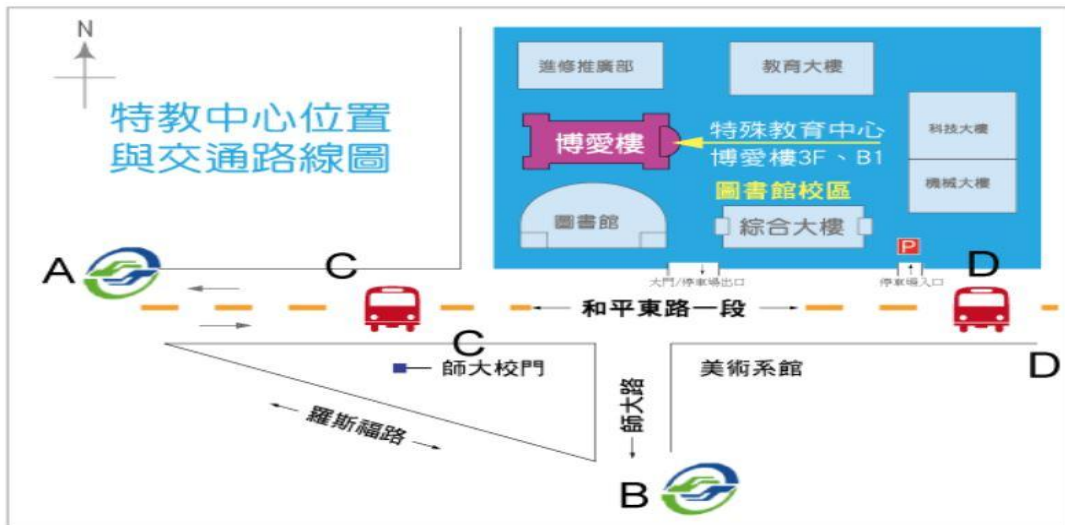 N
特教中心位置
與交通路線圖
進修推廣部
教育大樓
博愛樓
特殊教育中心
博愛樓3F、B1
科技大樓
機械大樓
圖書館校區
圖書館
綜合大樓
P
A
C
D
大門/停車場出口
停車場入口
和平東路一段
C
師大校門
美術系館
D
羅斯福路
師大路
B